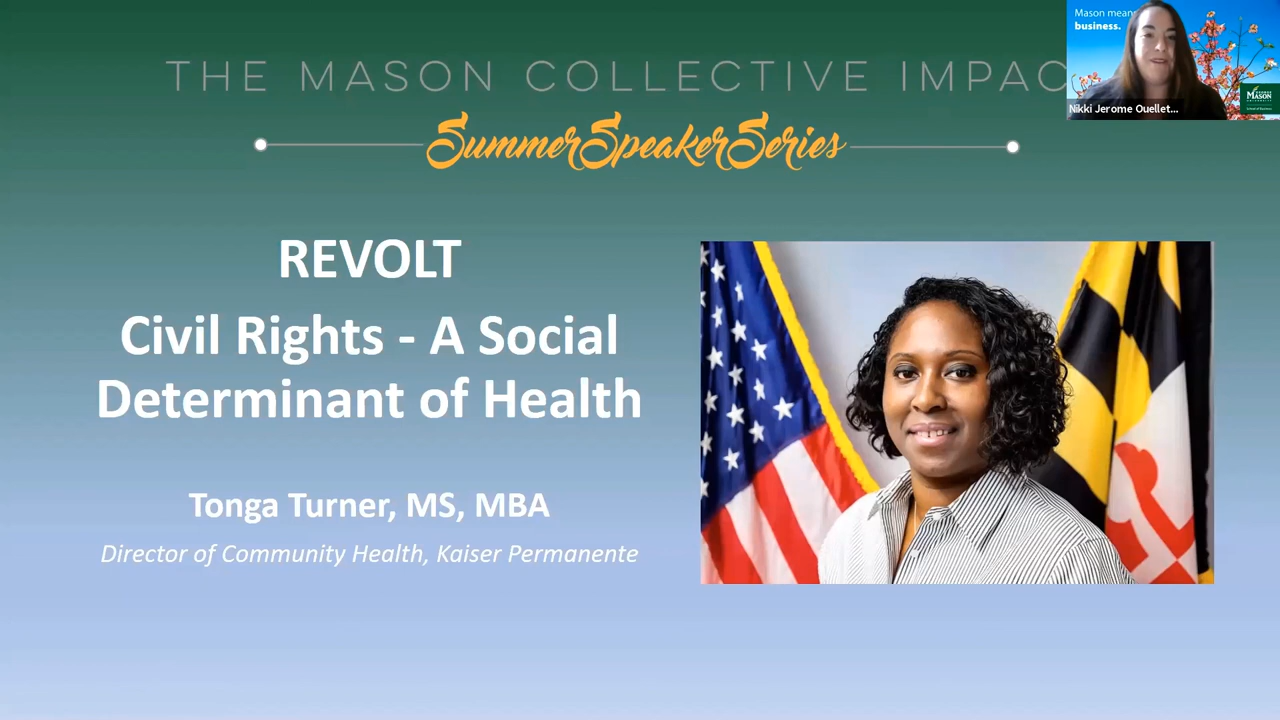 THE MASON COLLECTIVE IMPAC
SummerSpeakerSeries
Mason mean
business.
Nikki Jerome Ouellet...
MASON
REVOLT
Civil Rights - A Social
Determinant of Health
Tonga Turner, MS, MBA
Director of Community Health, Kaiser Permanente